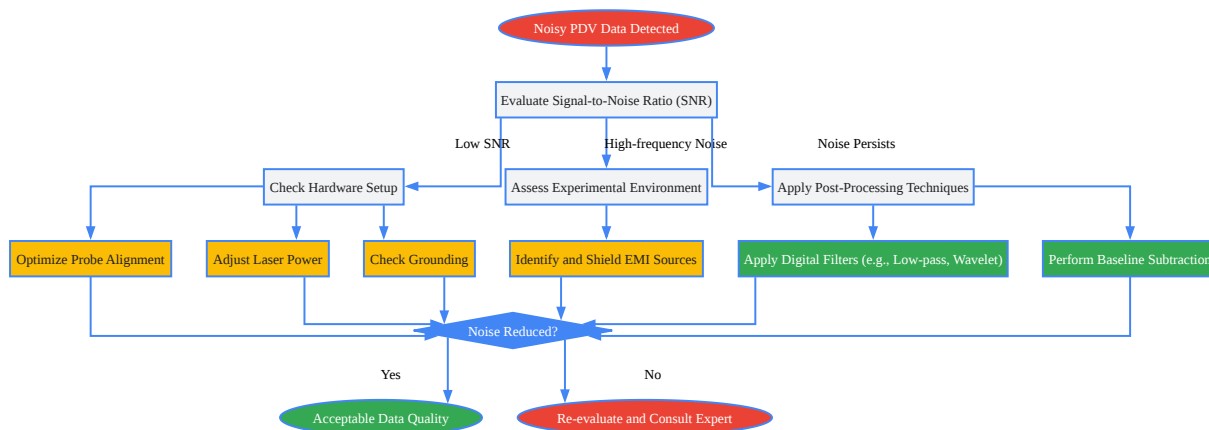 Noisy PDV Data Detected
Evaluate Signal-to-Noise Ratio (SNR)
Low SNR
High-frequency Noise
Noise Persists
Check Hardware Setup
Assess Experimental Environment
Apply Post-Processing Techniques
Optimize Probe Alignment
Adjust Laser Power
Check Grounding
Identify and Shield EMI Sources
Apply Digital Filters (e.g., Low-pass, Wavelet)
Perform Baseline Subtraction
Noise Reduced?
Yes
No
Acceptable Data Quality
Re-evaluate and Consult Expert